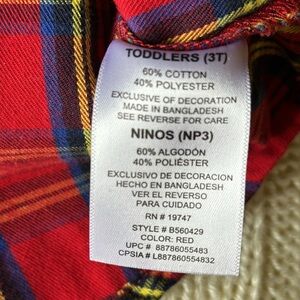 TODDLERS (3T)
60% COTTON
40% POLYESTER
EXCLUSIVE OF DECORATION
MADE IN BANGLADESH
SEE REVERSE FOR CARE
NINOS (NP3)
60% ALGODÓN
40% POLIÉSTER
EXCLUSIVO DE DECORACION
HECHO EN BANGLADESH
VER EL REVERSO
PARA CUIDADO
RN # 19747
STYLE # B560429
COLOR: RED
UPC # 88786055483
CPSIA # L887860554832